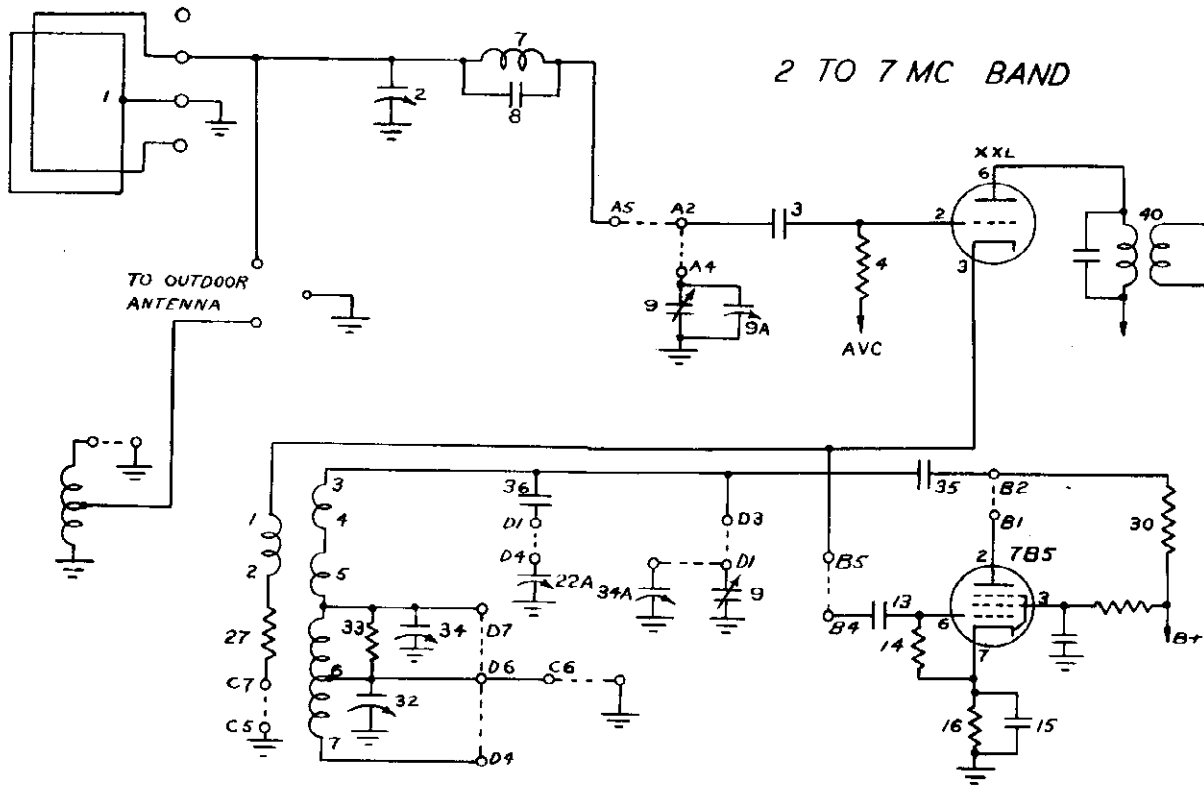 2 TO 7 MC BAND
7
1
2
8
XXL
6
A5
A2
3
2
40
TO OUTDOOR
ANTENNA
A4
4
3
9
9A
AVC
3
36
35
B2
1
4
D1
D3
B1
30
2
5
D4
D1
B5
2
7B5
22A
34A
9
27
33
34
D7
B4
13
6
3
14
B+
C7
6
D6
C6
7
32
C5
7
D4
16
15